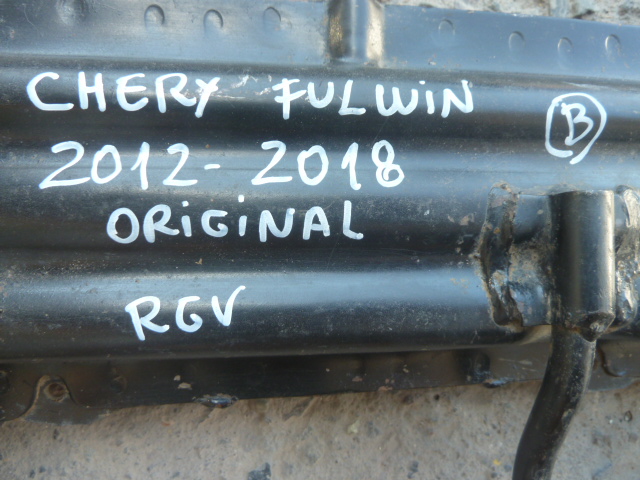 CHERY FULWIN
B
2012-2018
ORIGINAL
RGV